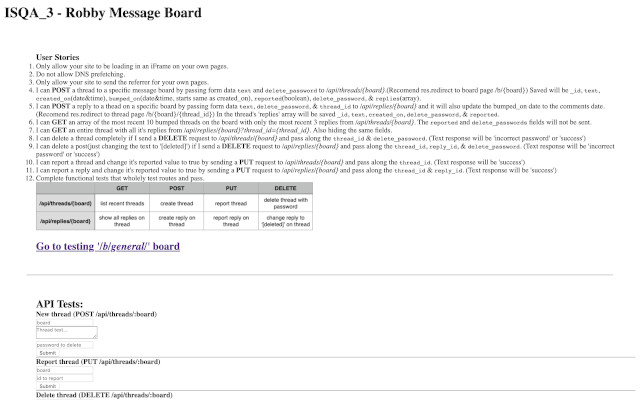 ISQA_3 - Robby Message Board
User Stories
1. Only allow your site to be loading in an iFrame on your own pages.
2. Do not allow DNS prefetching.
3. Only allow your site to send the referrer for your own pages.
4. I can POST a thread to a specific message board by passing form data text and delete_password to /api/threads/{board}.(Recomend res.redirect to board page /b/{board}) Saved will be _id, text,
created_on(date&time), bumped_on(date&time, starts same as created_on), reported(boolean), delete_password, & replies(array).
5. I can POST a reply to a thead on a specific board by passing form data text, delete_password, & thread_id to /api/replies/{board} and it will also update the bumped_on date to the comments date.
(Recomend res.redirect to thread page /b/{board}/{thread_id}) In the thread's 'replies' array will be saved _id, text, created_on, delete_password, & reported.
6. I can GET an array of the most recent 10 bumped threads on the board with only the most recent 3 replies from /api/threads/{board}. The reported and delete_passwords fields will not be sent.
7. I can GET an entire thread with all it's replies from /api/replies/{board}?thread_id={thread_id}. Also hiding the same fields.
8. I can delete a thread completely if I send a DELETE request to /api/threads/{board} and pass along the thread_id & delete_password. (Text response will be 'incorrect password' or 'success')
9. I can delete a post(just changing the text to '[deleted]') if I send a DELETE request to /api/replies/{board} and pass along the thread_id, reply_id, & delete_password. (Text response will be 'incorrect
password' or 'success')
10. I can report a thread and change it's reported value to true by sending a PUT request to /api/threads/{board} and pass along the thread_id. (Text response will be 'success')
11. I can report a reply and change it's reported value to true by sending a PUT request to /api/replies/{board} and pass along the thread_id & reply_id. (Text response will be 'success')
12. Complete functional tests that wholely test routes and pass.
GET POST PUT DELETE
/api/threads/{board} list recent threads create thread report thread delete thread with password
/api/replies/{board} show all replies on thread create reply on thread report reply on thread change reply to '[deleted]' on thread
Go to testing '/b/general/' board
API Tests:
New thread (POST /api/threads/:board)
board
Thread text...
password to delete
Submit
Report thread (PUT /api/threads/:board)
board
id to report
Submit
Delete thread (DELETE /api/threads/:board)